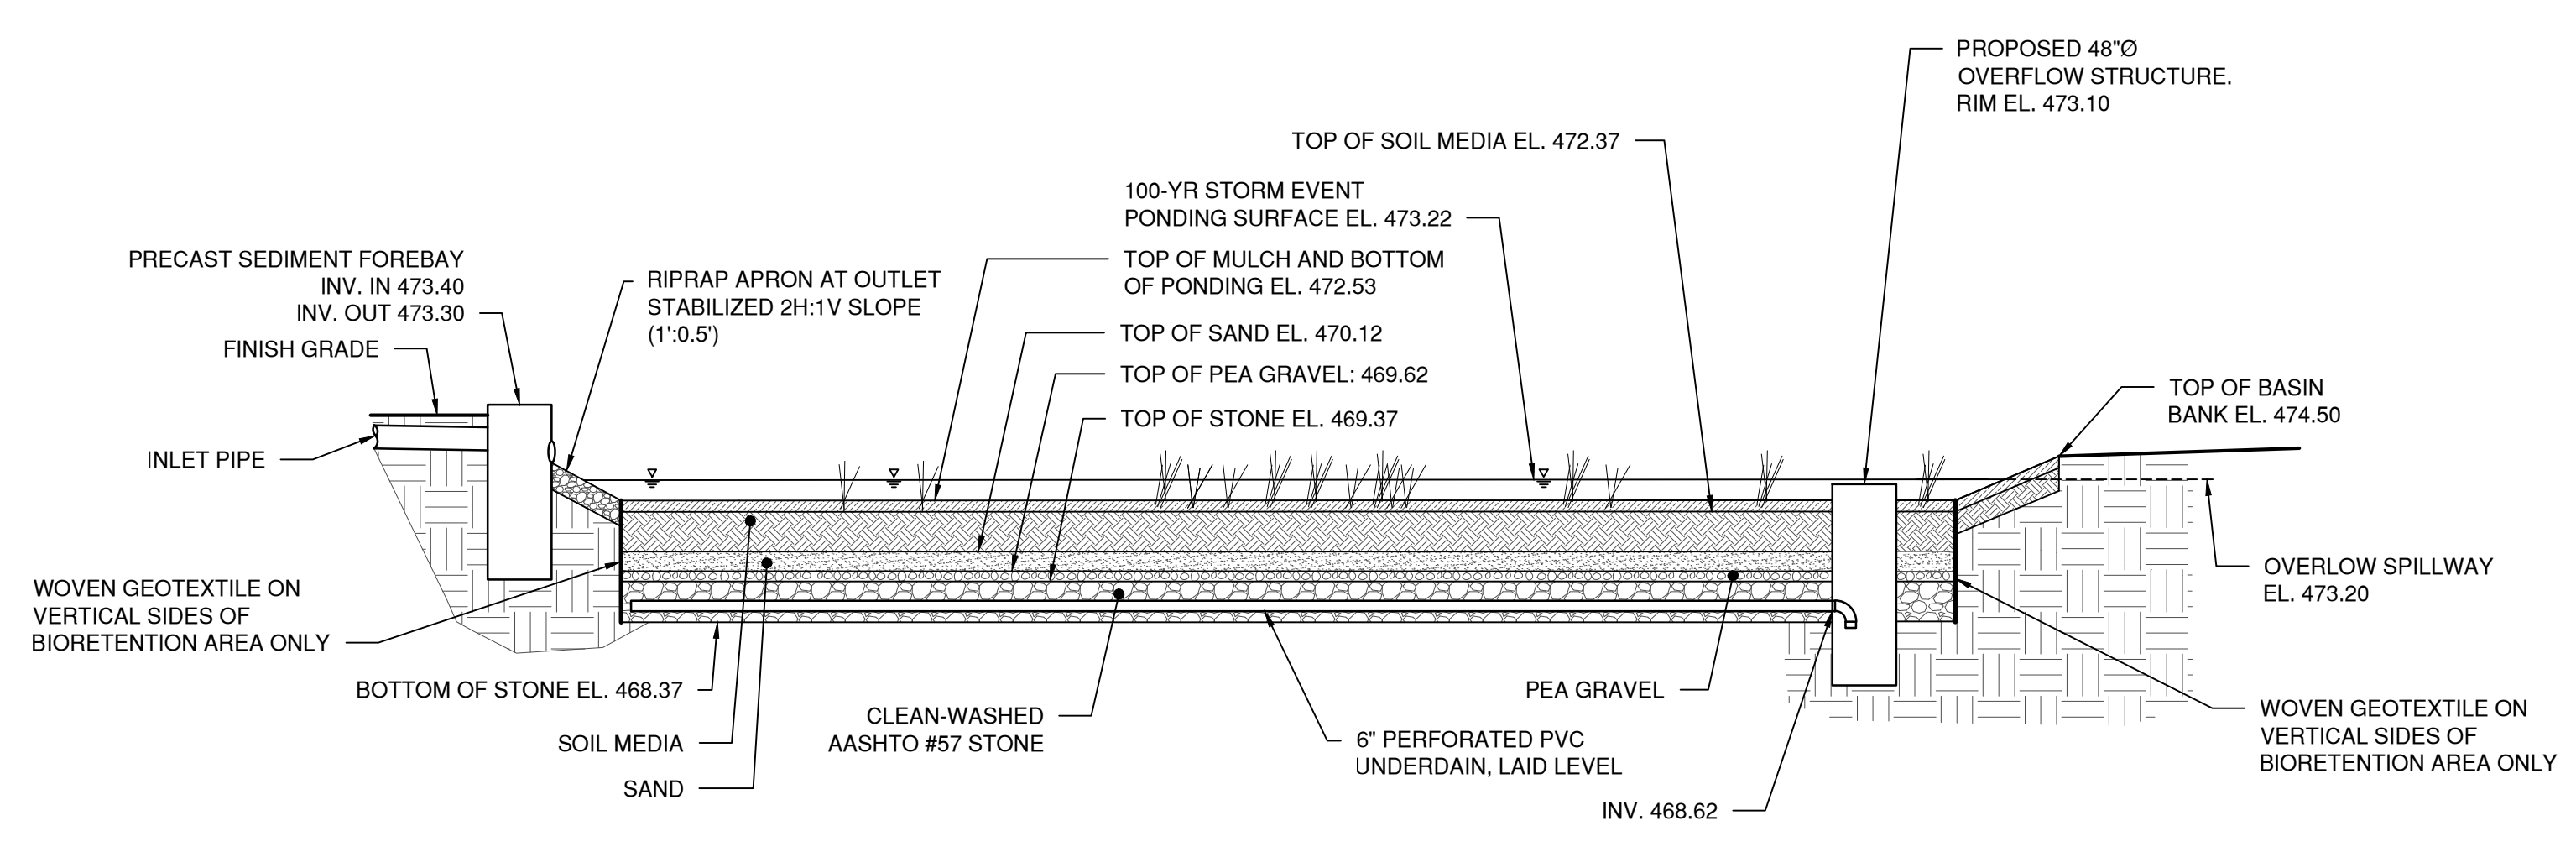 PROPOSED 48"Ø
OVERFLOW STRUCTURE.
RIM EL. 473.10
TOP OF SOIL MEDIA EL. 472.37
100-YR STORM EVENT
PONDING SURFACE EL. 473.22
PRECAST SEDIMENT FOREBAY
INV. IN 473.40
INV. OUT 473.30
RIPRAP APRON AT OUTLET
STABILIZED 2H:1V SLOPE
(1':0.5')
TOP OF MULCH AND BOTTOM
OF PONDING EL. 472.53
FINISH GRADE
TOP OF SAND EL. 470.12
TOP OF PEA GRAVEL: 469.62
TOP OF STONE EL. 469.37
TOP OF BASIN
BANK EL. 474.50
INLET PIPE
OVERLOW SPILLWAY
EL. 473.20
WOVEN GEOTEXTILE ON
VERTICAL SIDES OF
BIORETENTION AREA ONLY
BOTTOM OF STONE EL. 468.37
SOIL MEDIA
SAND
CLEAN-WASHED
AASHTO #57 STONE
6" PERFORATED PVC
UNDERDAIN, LAID LEVEL
PEA GRAVEL
INV. 468.62
WOVEN GEOTEXTILE ON
VERTICAL SIDES OF
BIORETENTION AREA ONLY